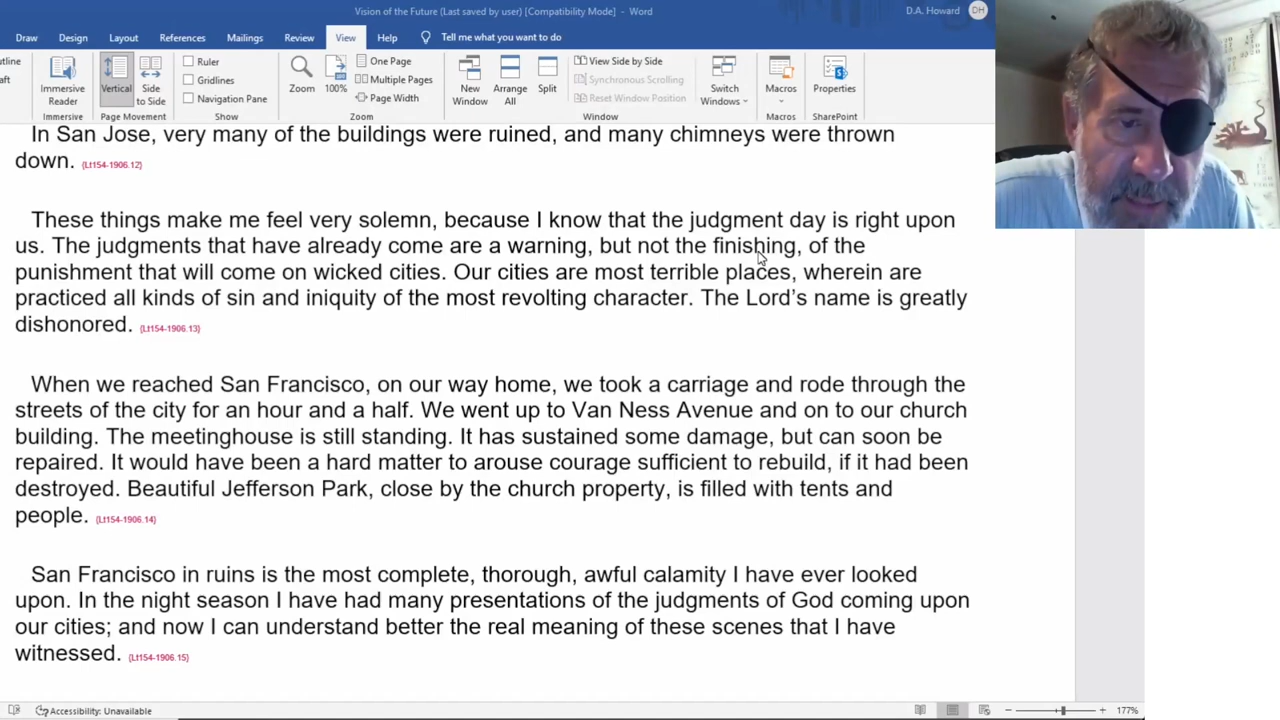 Vision of the Future (Last saved by user) [Compatibility Mode] - Word
D.A. Howard
DH
Draw Design Layout References Mailings Review View Help Tell me what you want to do
Immersive Reader
Vertical
Side to Side
Ruler
Gridlines
Navigation Pane
Zoom
100%
One Page
Multiple Pages
Page Width
New Window
Arrange All
Split
View Side by Side
Synchronous Scrolling
Reset Window Position
Switch Windows
Macros
Properties
Immersive Page Movement Show Zoom Window Macros SharePoint
In San Jose, very many of the buildings were ruined, and many chimneys were thrown
down. {Lt154-1906.12}
These things make me feel very solemn, because I know that the judgment day is right upon
us. The judgments that have already come are a warning, but not the finishing, of the
punishment that will come on wicked cities. Our cities are most terrible places, wherein are
practiced all kinds of sin and iniquity of the most revolting character. The Lord’s name is greatly
dishonored. {Lt154-1906.13}
When we reached San Francisco, on our way home, we took a carriage and rode through the
streets of the city for an hour and a half. We went up to Van Ness Avenue and on to our church
building. The meetinghouse is still standing. It has sustained some damage, but can soon be
repaired. It would have been a hard matter to arouse courage sufficient to rebuild, if it had been
destroyed. Beautiful Jefferson Park, close by the church property, is filled with tents and
people. {Lt154-1906.14}
San Francisco in ruins is the most complete, thorough, awful calamity I have ever looked
upon. In the night season I have had many presentations of the judgments of God coming upon
our cities; and now I can understand better the real meaning of these scenes that I have
witnessed. {Lt154-1906.15}
Accessibility: Unavailable
177%